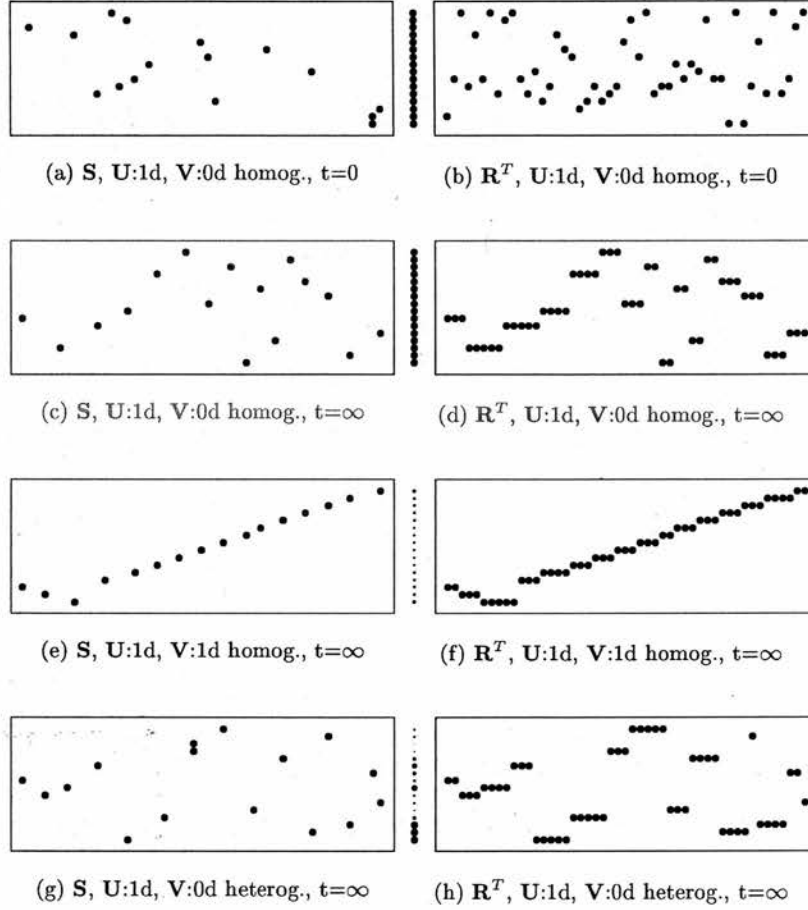 (a) S, U:1d, V:0d homog., t=0
(b) R^T, U:1d, V:0d homog., t=0
(c) S, U:1d, V:0d homog., t=∞
(d) R^T, U:1d, V:0d homog., t=∞
(e) S, U:1d, V:1d homog., t=∞
(f) R^T, U:1d, V:1d homog., t=∞
(g) S, U:1d, V:0d heterog., t=∞
(h) R^T, U:1d, V:0d heterog., t=∞